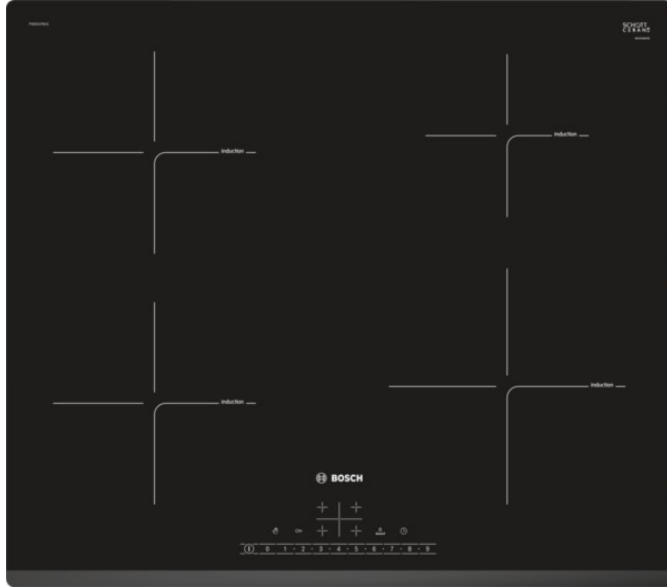 SCHOTT
CERAN
induction
induction
induction
induction
BOSCH
0 1 · 2 · 3 · 4 · 5 · 6 · 7 · 8 · 9